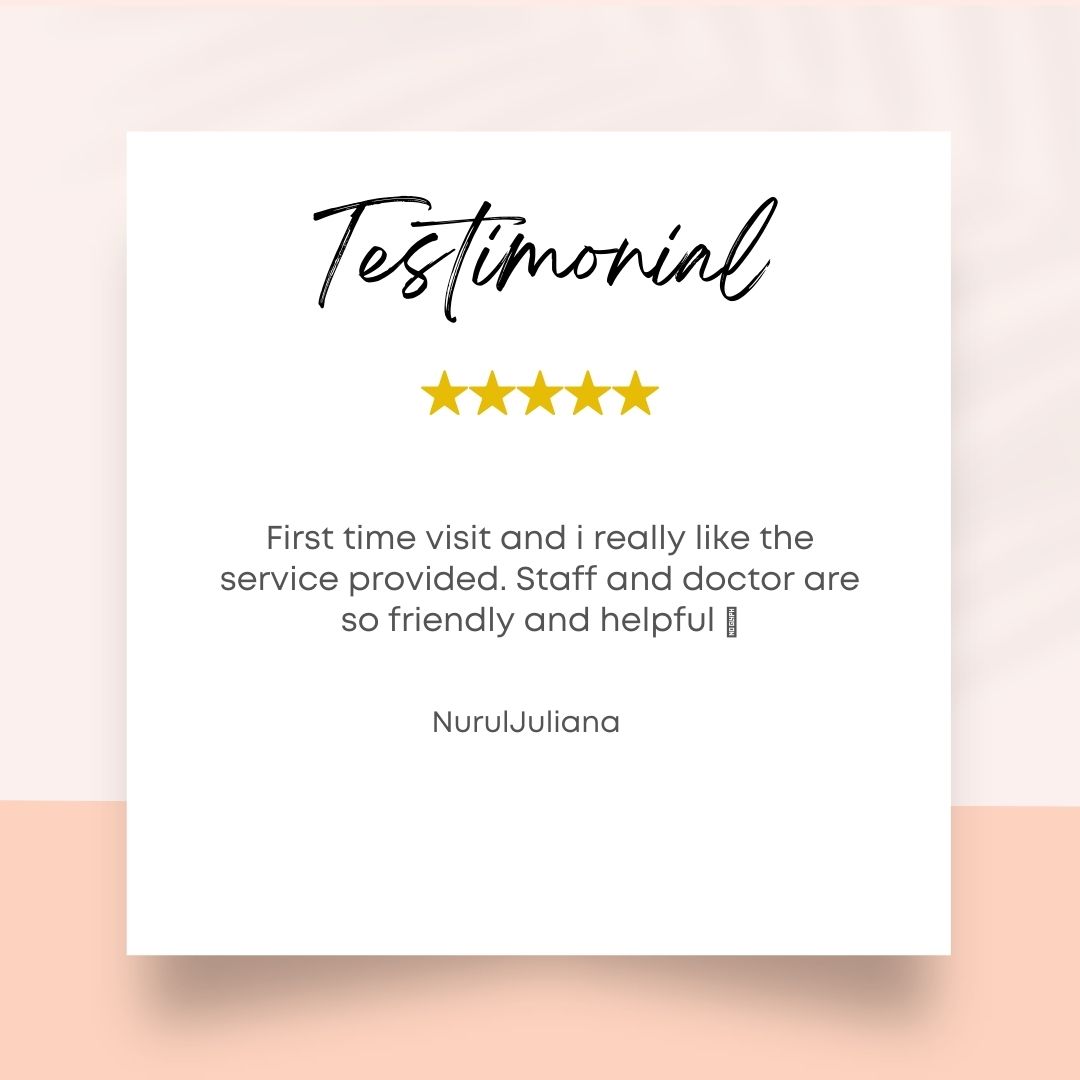 Testimonial
★★★★★
First time visit and i really like the
service provided. Staff and doctor are
so friendly and helpful
NurulJuliana